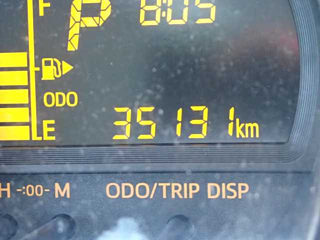 F P 8:05
ODO
E 35131km
H -:00- M ODO/TRIP DISP